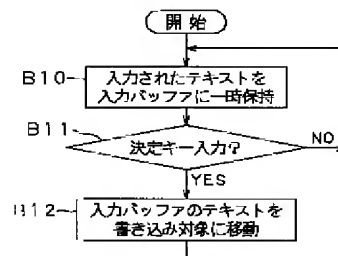 開始
B10
入力されたテキストを
入力バッファに一時保持
B11
決定キー入力？
NO
YES
B12
入力バッファのテキストを
書き込み対象に移動